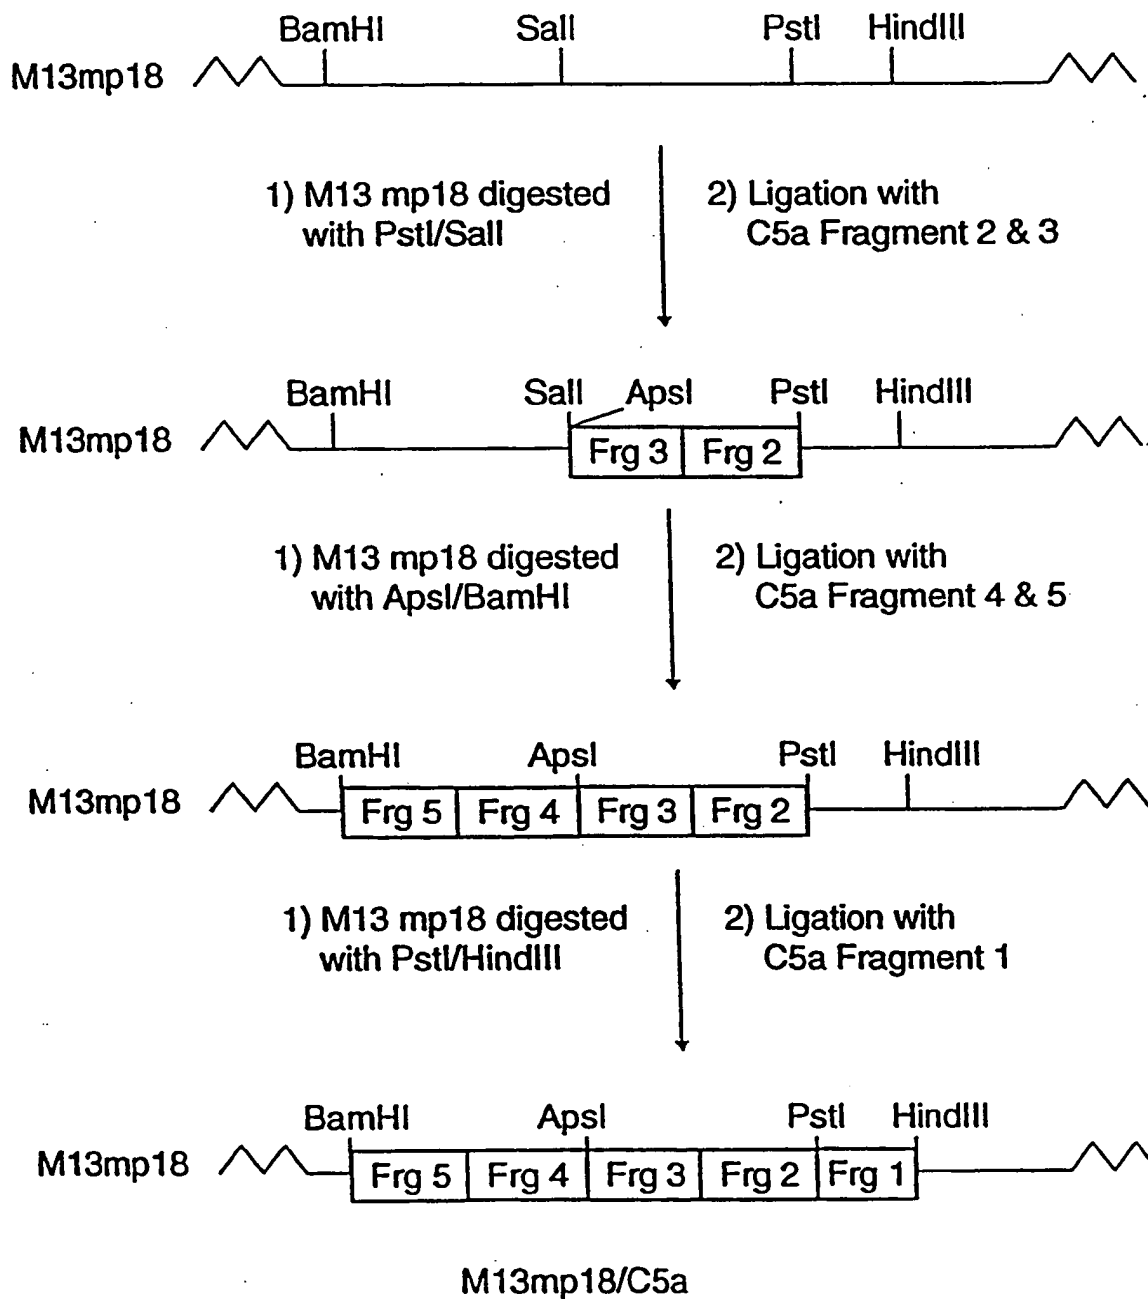 BamHI SalI PstI HindIII
M13mp18
1) M13 mp18 digested
with PstI/SalI
2) Ligation with
C5a Fragment 2 & 3
BamHI SalI ApsI PstI HindIII
M13mp18
Frg 3 Frg 2
1) M13 mp18 digested
with ApsI/BamHI
2) Ligation with
C5a Fragment 4 & 5
BamHI ApsI PstI HindIII
M13mp18
Frg 5 Frg 4 Frg 3 Frg 2
1) M13 mp18 digested
with PstI/HindIII
2) Ligation with
C5a Fragment 1
BamHI ApsI PstI HindIII
M13mp18
Frg 5 Frg 4 Frg 3 Frg 2 Frg 1
M13mp18/C5a